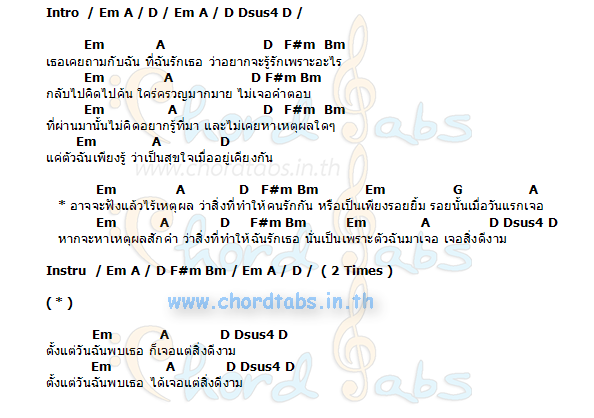 Intro / Em A / D / Em A / D Dsus4 D /
Em A D F#m Bm
เธอเคยถามกับฉัน ที่ฉันรักเธอ ว่าอยากจะรู้รักเพราะอะไร
Em A D F#m Bm
กลับไปคิดไปค้น ใคร่ครวญมากมาย ไม่เจอคำตอบ
Em A D F#m Bm
ที่ผ่านมานั้นไม่คิดอยากรู้ที่มา และไม่เคยหาเหตุผลใดๆ
Em A D
แค่ตัวฉันเพียงรู้ ว่าเป็นสุขใจเมื่ออยู่เคียงกัน
www.chordtabs.in.th
Em A D F#m Bm Em G A
* อาจจะฟังแล้วไร้เหตุผล ว่าสิ่งที่ทำให้คนรักกัน หรือเป็นเพียงรอยยิ้ม รอยนั้นเมื่อวันแรกเจอ
Em A D F#m Bm Em A D Dsus4 D
หากจะหาเหตุผลสักคำ ว่าสิ่งที่ทำให้ฉันรักเธอ นั่นเป็นเพราะตัวฉันมาเจอ เจอสิ่งดีงาม
Instru / Em A / D F#m Bm / Em A / D / ( 2 Times )
( * ) www.chordtabs.in.th
Em A D Dsus4 D
ตั้งแต่วันฉันพบเธอ ก็เจอแต่สิ่งดีงาม
Em A D Dsus4 D
ตั้งแต่วันฉันพบเธอ ได้เจอแต่สิ่งดีงาม